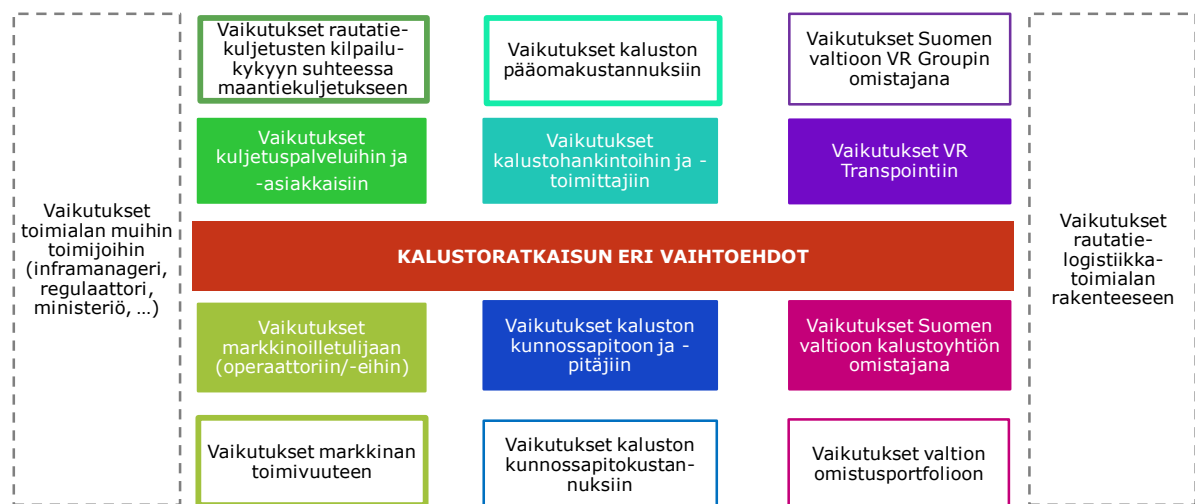 Vaikutukset
toimialan muihin
toimijoihin
(inframanageri,
regulaattori,
ministeriö, …)
Vaikutukset rautatie-
kuljetusten kilpailu-
kykyyn suhteessa
maantiekuljetukseen
Vaikutukset kaluston
pääomakustannuksiin
Vaikutukset Suomen
valtioon VR Groupin
omistajana
Vaikutukset
kuljetuspalveluihin ja
-asiakkaisiin
Vaikutukset
kalustohankintoihin ja -
toimittajiin
Vaikutukset VR
Transpointiin
KALUSTORATKAISUN ERI VAIHTOEHDOT
Vaikutukset
markkinoilletulijaan
(operaattoriin/-eihin)
Vaikutukset kaluston
kunnossapitoon ja -
pitäjiin
Vaikutukset Suomen
valtioon kalustoyhtiön
omistajana
Vaikutukset markkinan
toimivuuteen
Vaikutukset kaluston
kunnossapitokustan-
nuksiin
Vaikutukset valtion
omistusportfolioon
Vaikutukset
rautatie-
logistiikka-
toimialan
rakenteeseen